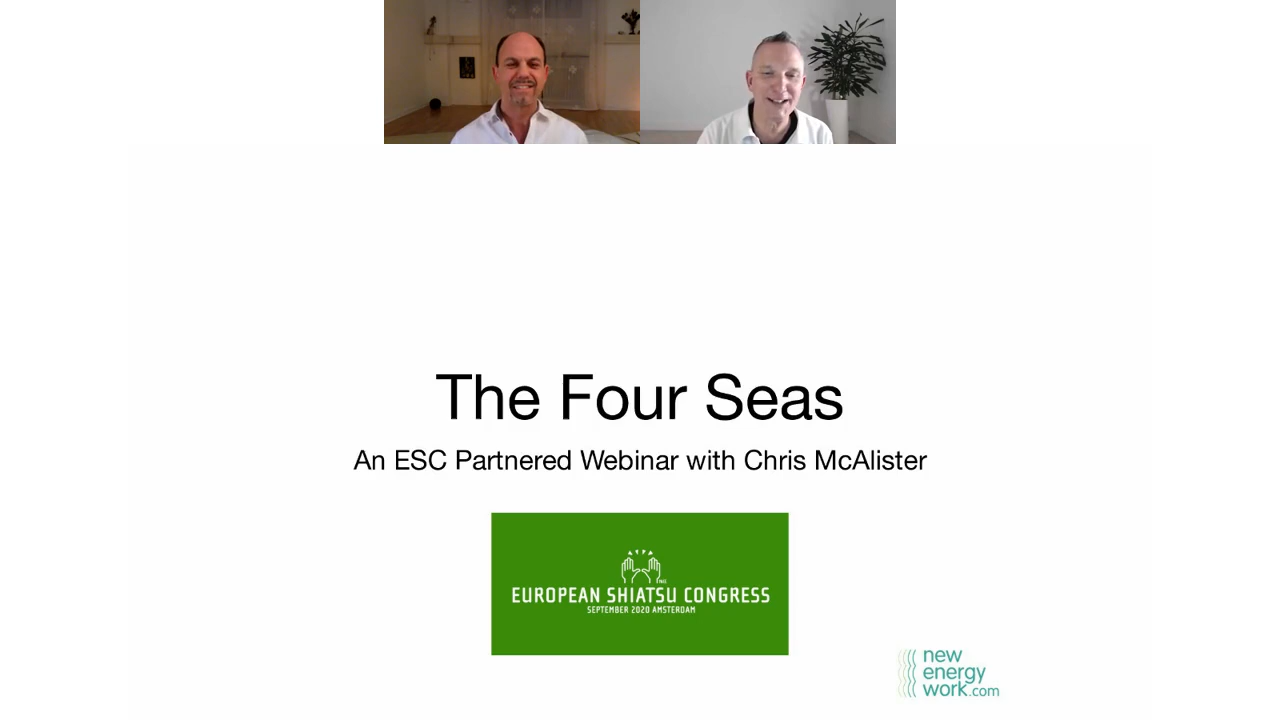 The Four Seas
An ESC Partnered Webinar with Chris McAlister
EUROPEAN SHIATSU CONGRESS
SEPTEMBER 2020 AMSTERDAM
new
energy
work.com